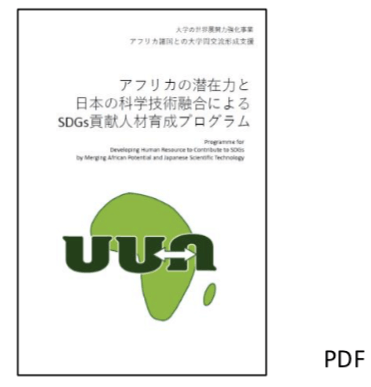 大学の世界展開力強化事業
アフリカ諸国との大学間交流形成支援
アフリカの潜在力と
日本の科学技術融合による
SDGs貢献人材育成プログラム
Programme for
Developing Human Resource to Contribute to SDGs
by Merging African Potential and Japanese Scientific Technology
UU-A
PDF